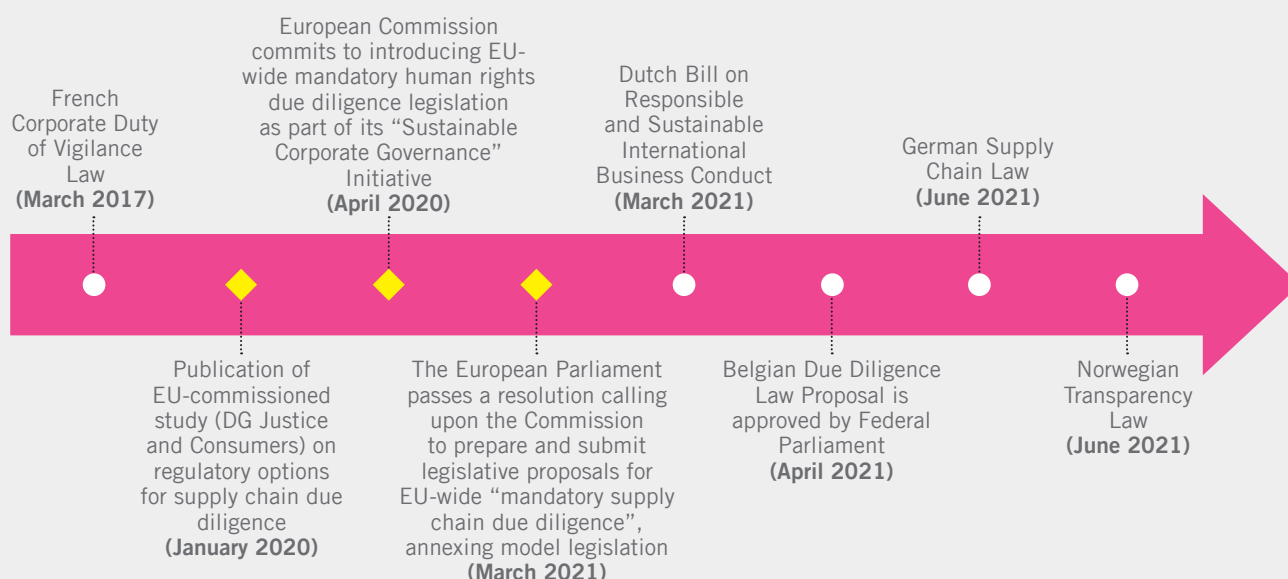 French
Corporate Duty
of Vigilance
Law
(March 2017)
Publication of
EU-commissioned
study (DG Justice
and Consumers) on
regulatory options
for supply chain due
diligence
(January 2020)
European Commission
commits to introducing EU-
wide mandatory human rights
due diligence legislation
as part of its “Sustainable
Corporate Governance”
Initiative
(April 2020)
The European Parliament
passes a resolution calling
upon the Commission
to prepare and submit
legislative proposals for
EU-wide “mandatory supply
chain due diligence”,
annexing model legislation
(March 2021)
Dutch Bill on
Responsible
and Sustainable
International
Business Conduct
(March 2021)
Belgian Due Diligence
Law Proposal is
approved by Federal
Parliament
(April 2021)
German Supply
Chain Law
(June 2021)
Norwegian
Transparency
Law
(June 2021)